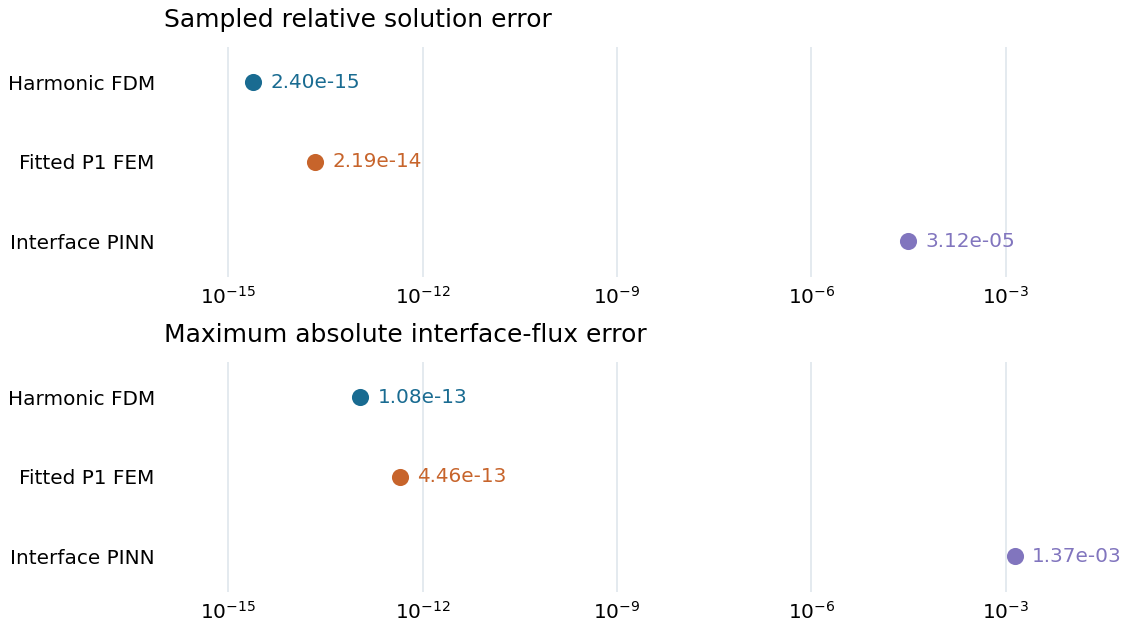 Sampled relative solution error
Harmonic FDM
2.40e-15
Fitted P1 FEM
2.19e-14
Interface PINN
3.12e-05
10⁻¹⁵ 10⁻¹² 10⁻⁹ 10⁻⁶ 10⁻³
Maximum absolute interface-flux error
Harmonic FDM
1.08e-13
Fitted P1 FEM
4.46e-13
Interface PINN
1.37e-03
10⁻¹⁵ 10⁻¹² 10⁻⁹ 10⁻⁶ 10⁻³